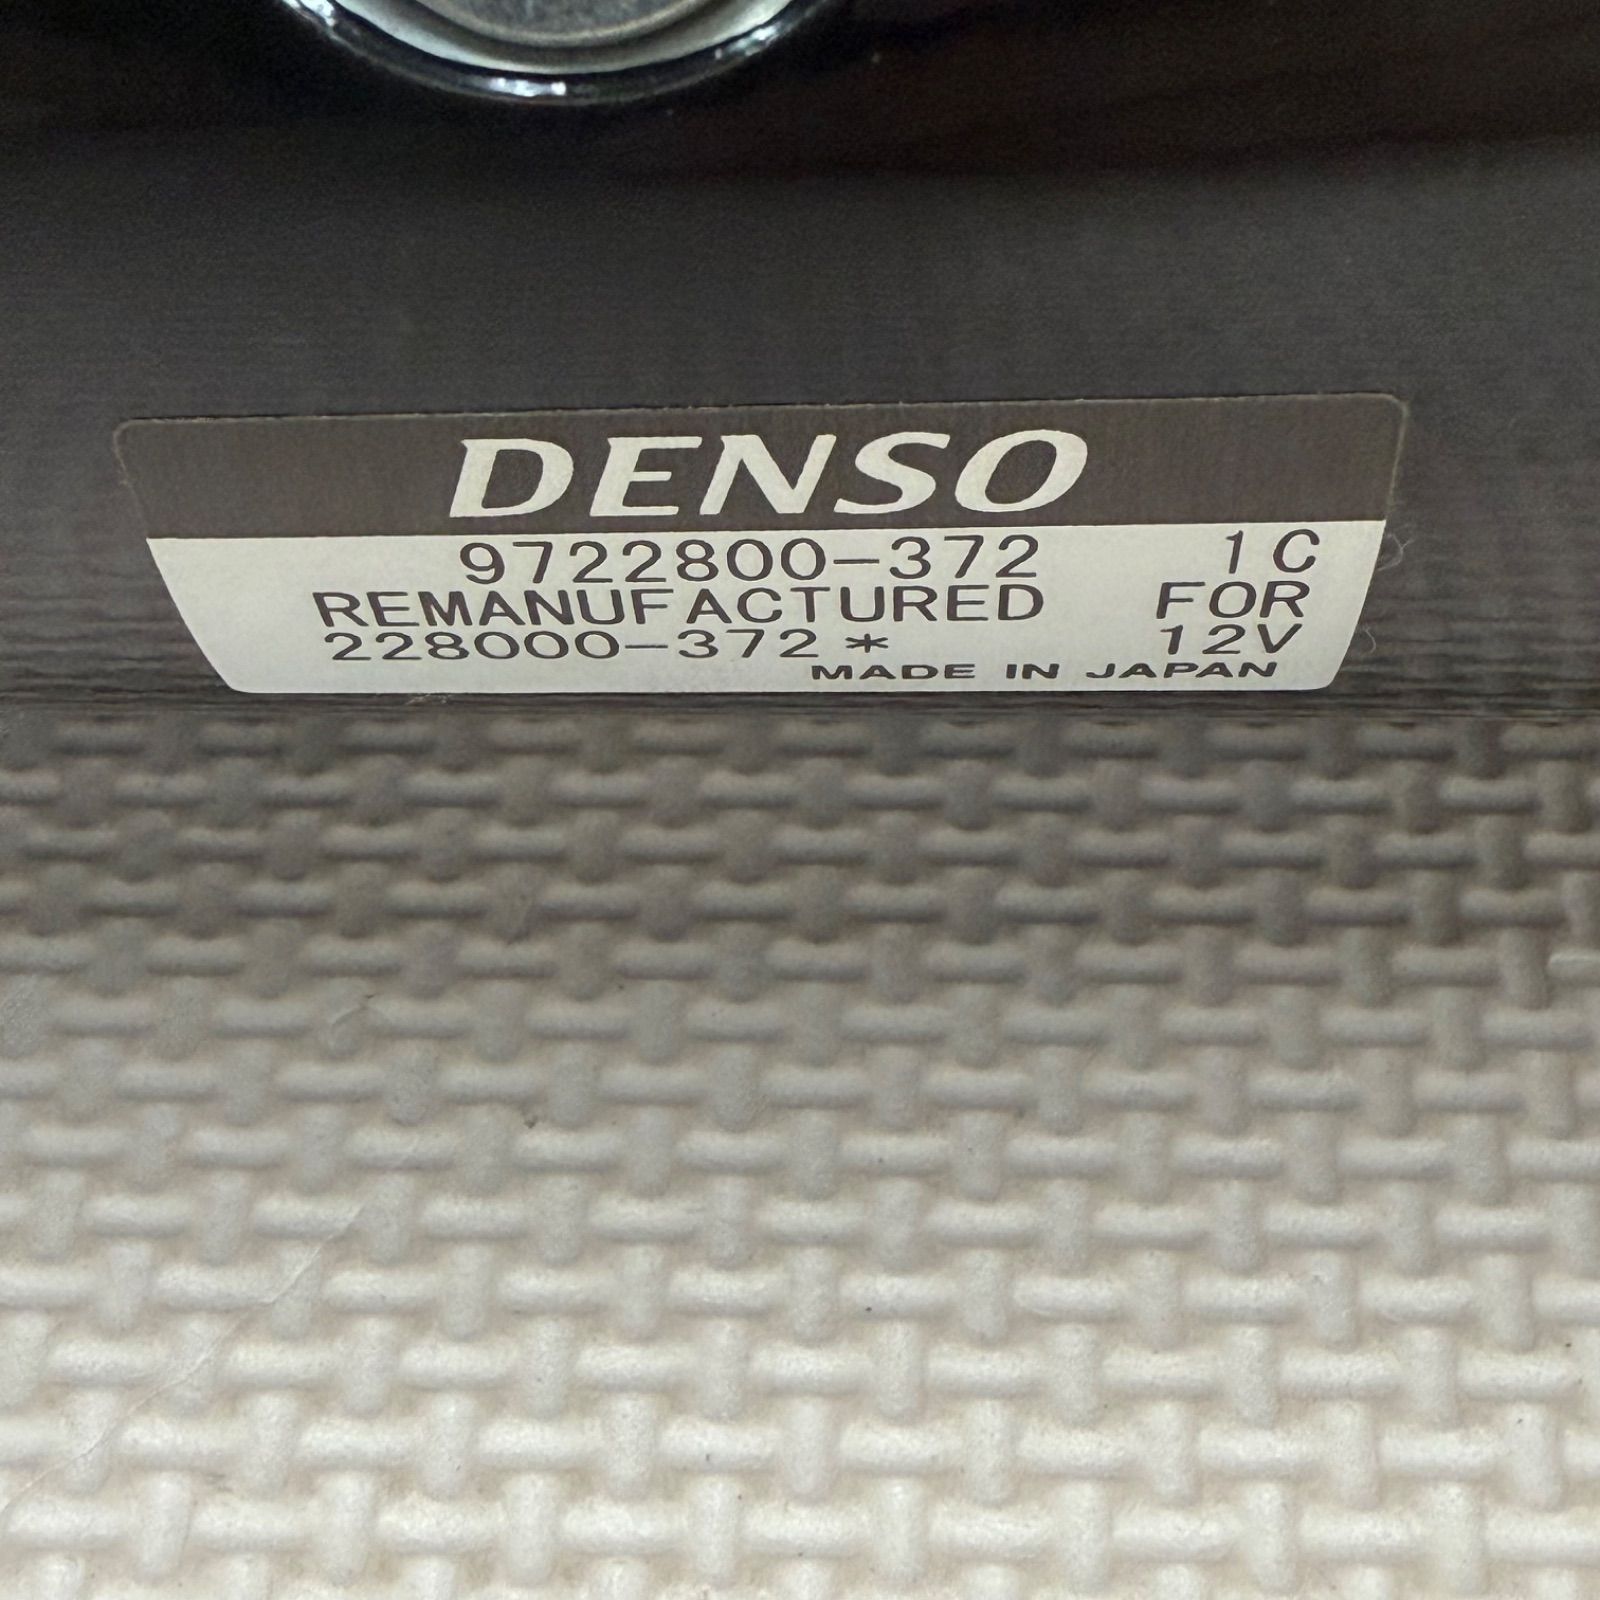 DENSO
9722800-372 1C
REMANUFACTURED FOR
228000-372* 12V
MADE IN JAPAN